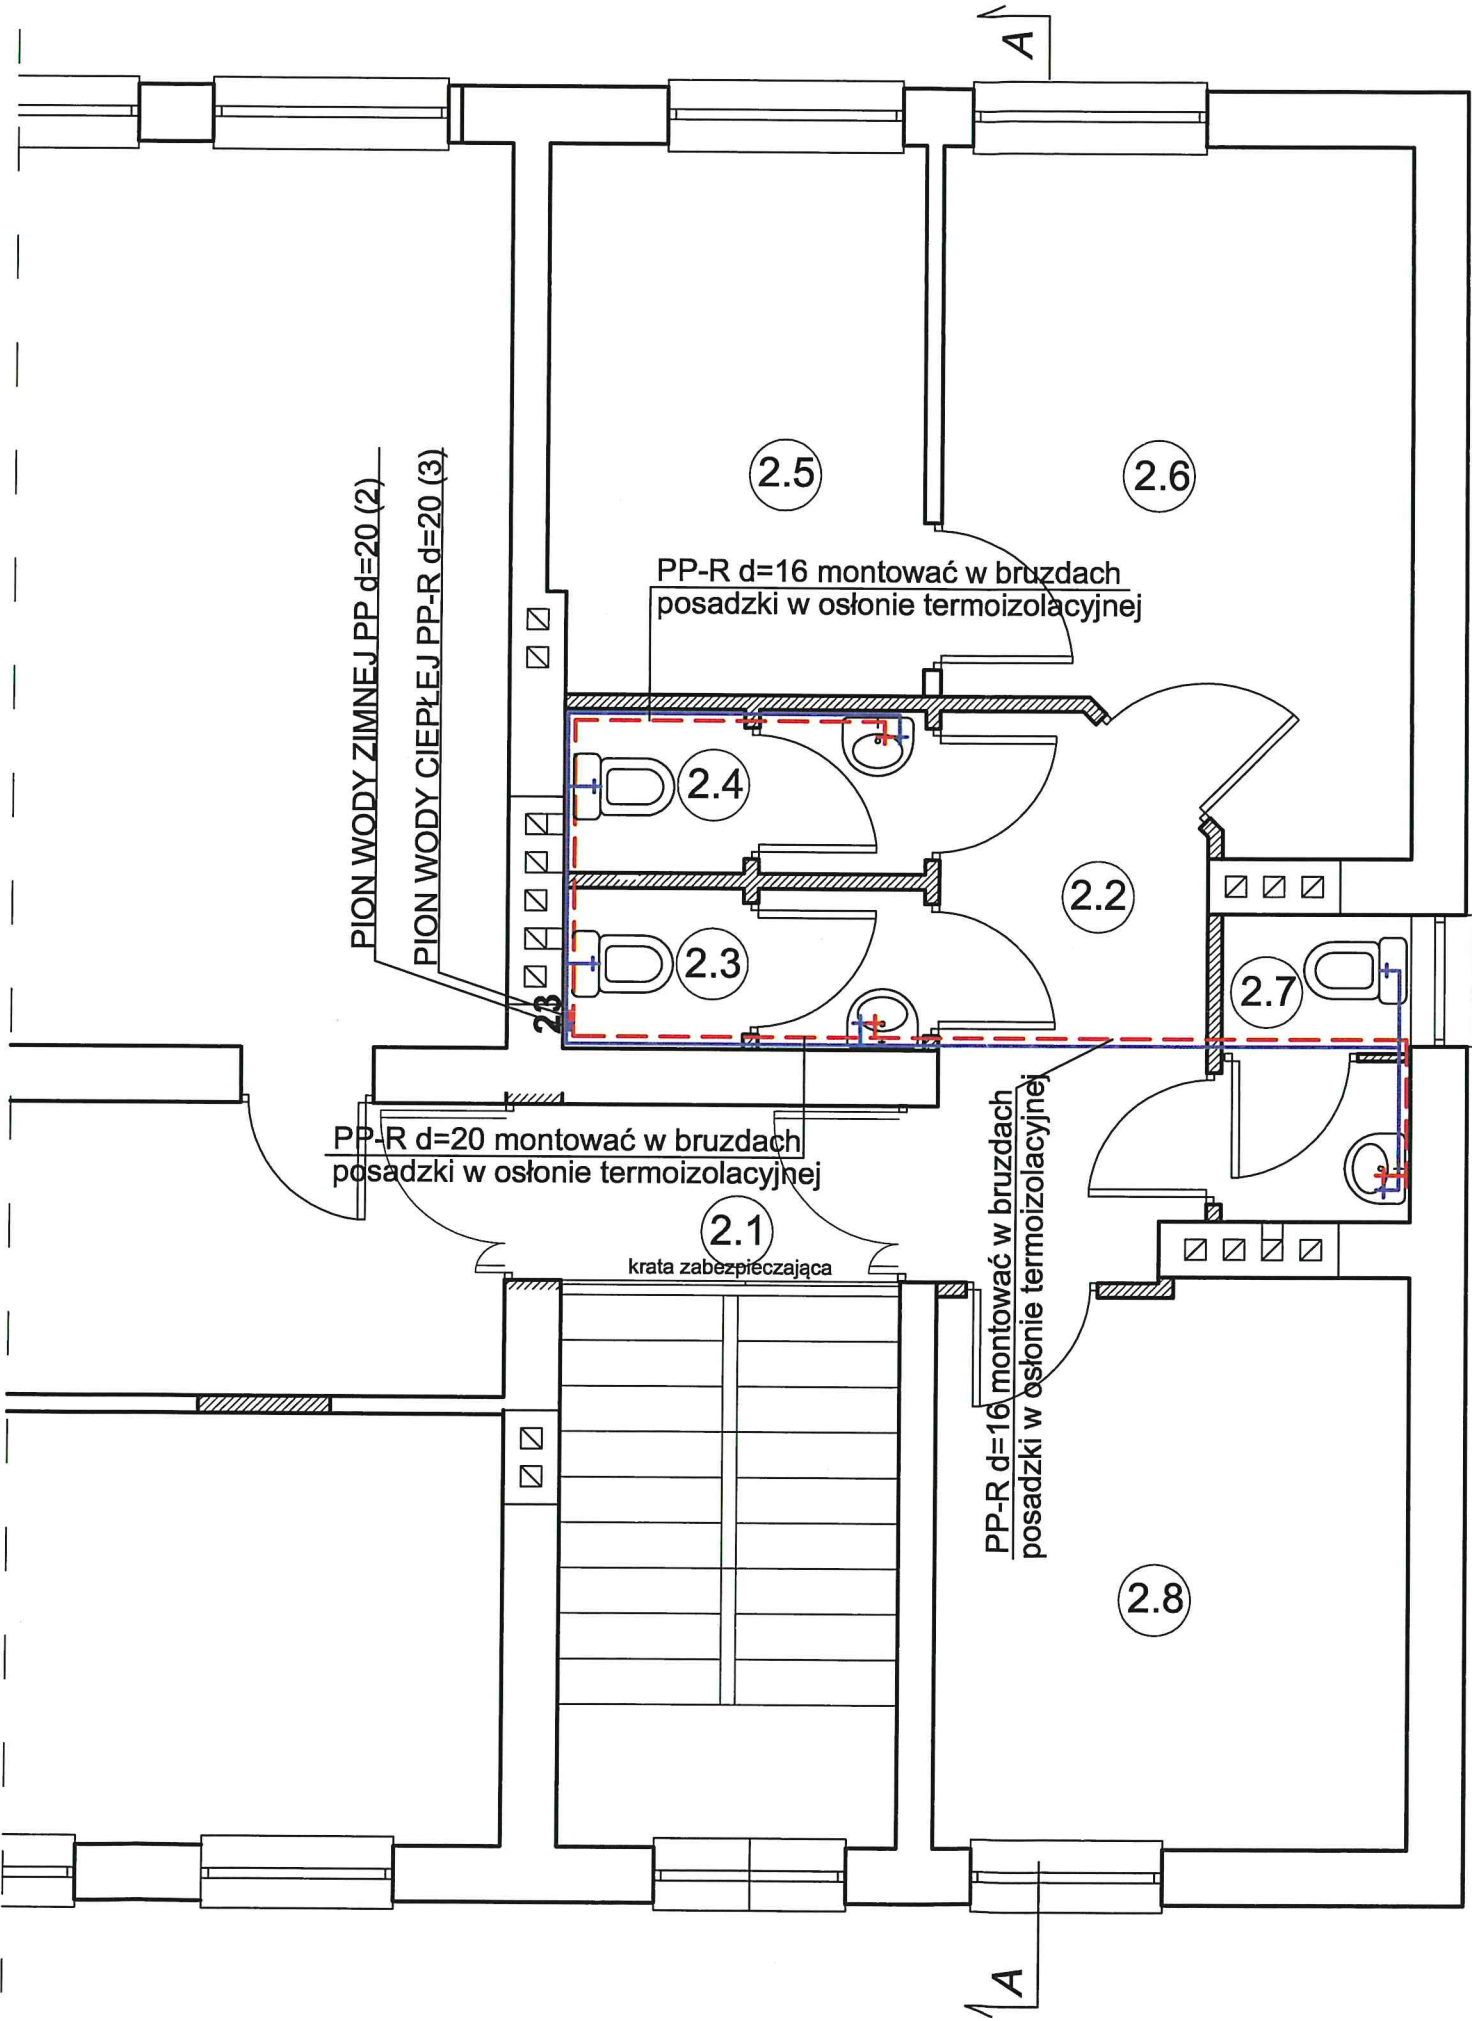 A
PION WODY ZIMNEJ PP d=20 (2)
PION WODY CIEPŁEJ PP-R d=20 (3)
2.5
2.6
PP-R d=16 montować w bruzdach
posadzki w osłonie termoizolacyjnej
2.4
2.2
2.3
2.7
2 3
PP-R d=20 montować w bruzdach
posadzki w osłonie termoizolacyjnej
2.1
krata zabezpieczająca
PP-R d=16 montować w bruzdach
posadzki w osłonie termoizolacyjnej
2.8
A